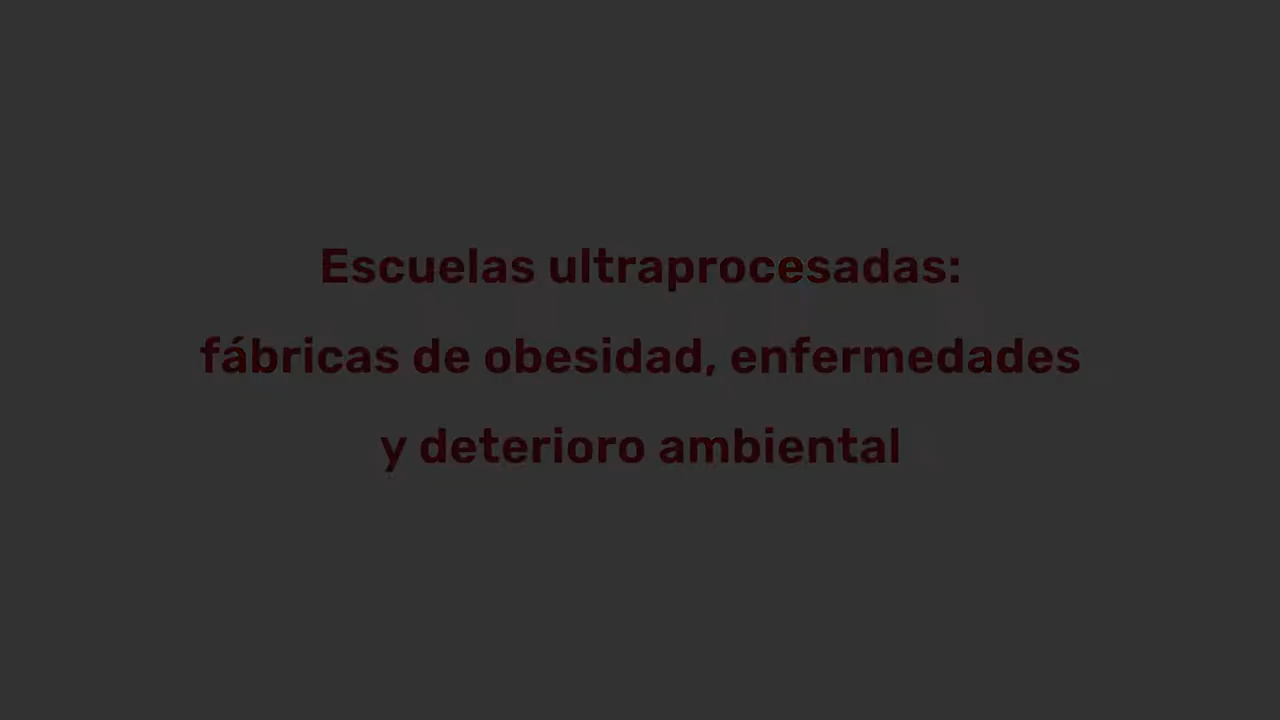 Escuelas ultraprocesadas:
fábricas de obesidad, enfermedades
y deterioro ambiental